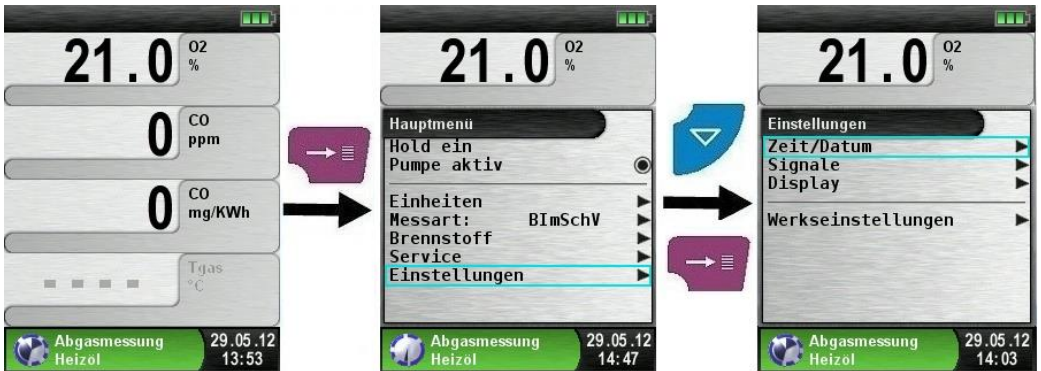 21.0 O2
%
0 CO
ppm
0 CO
mg/KWh
- - - - Tgas
°C
Abgasmessung 29.05.12
Heizöl 13:53
21.0 O2
%
Hauptmenü
Hold ein
Pumpe aktiv
Einheiten
Messart: BImSchV
Brennstoff
Service
Einstellungen
Abgasmessung 29.05.12
Heizöl 14:47
21.0 O2
%
Einstellungen
Zeit/Datum
Signale
Display
Werkseinstellungen
Abgasmessung 29.05.12
Heizöl 14:03